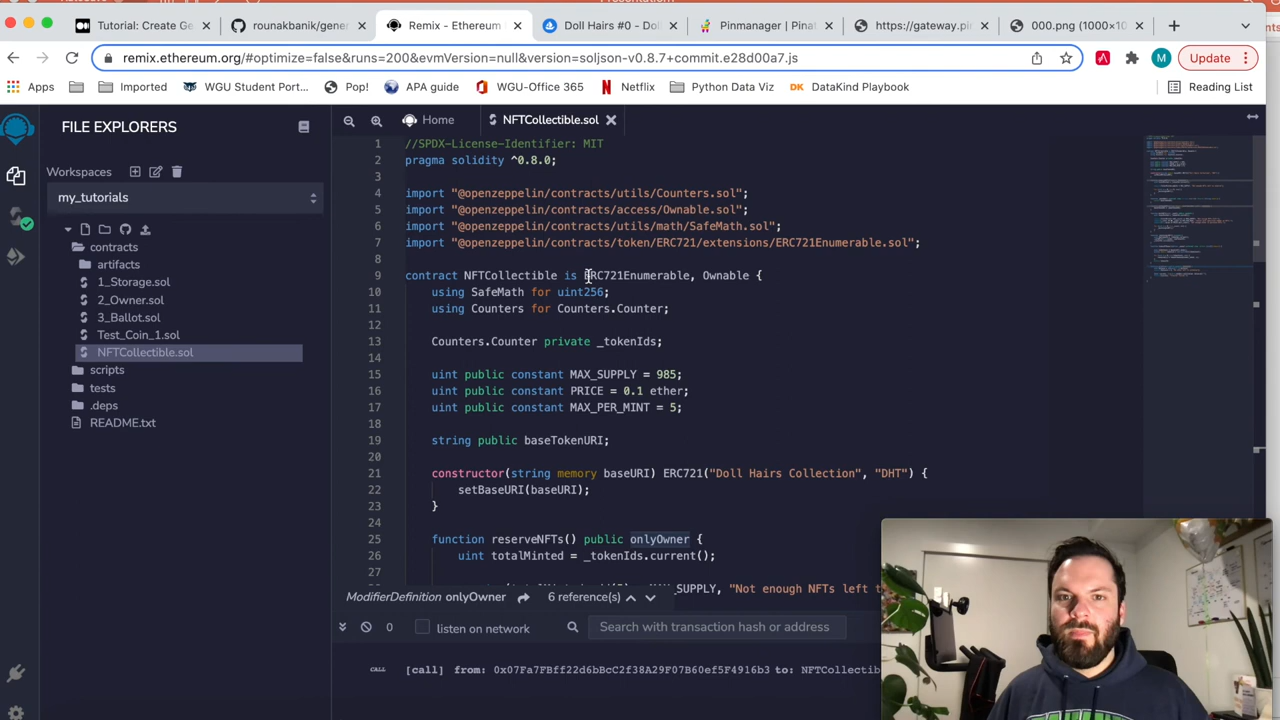 Presentation
Tutorial: Create Ge
rounakbanik/gener
Remix - Ethereum
Doll Hairs #0 - Do
Pinmanager | Pinat
https://gateway.pi
000.png (1000×10
remix.ethereum.org/#optimize=false&runs=200&evmVersion=null&version=soljson-v0.8.7+commit.e28d00a7.js
M
Update
Apps
Imported
WGU Student Port...
Pop!
APA guide
WGU-Office 365
Netflix
Python Data Viz
DK DataKind Playbook
Reading List
FILE EXPLORERS
Workspaces
my_tutorials
contracts
artifacts
1_Storage.sol
2_Owner.sol
3_Ballot.sol
Test_Coin_1.sol
NFTCollectible.sol
scripts
tests
.deps
README.txt
Home
NFTCollectible.sol
1 //SPDX-License-Identifier: MIT
2 pragma solidity ^0.8.0;
3
4 import "@openzeppelin/contracts/utils/Counters.sol";
5 import "@openzeppelin/contracts/access/Ownable.sol";
6 import "@openzeppelin/contracts/utils/math/SafeMath.sol";
7 import "@openzeppelin/contracts/token/ERC721/extensions/ERC721Enumerable.sol";
8
9 contract NFTCollectible is ERC721Enumerable, Ownable {
10 using SafeMath for uint256;
11 using Counters for Counters.Counter;
12
13 Counters.Counter private _tokenIds;
14
15 uint public constant MAX_SUPPLY = 985;
16 uint public constant PRICE = 0.1 ether;
17 uint public constant MAX_PER_MINT = 5;
18
19 string public baseTokenURI;
20
21 constructor(string memory baseURI) ERC721("Doll Hairs Collection", "DHT") {
22 setBaseURI(baseURI);
23 }
24
25 function reserveNFTs() public onlyOwner {
26 uint totalMinted = _tokenIds.current();
27
_SUPPLY, "Not enough NFTs left t
ModifierDefinition onlyOwner
6 reference(s)
0
listen on network
Search with transaction hash or address
CALL [call] from: 0x07Fa7FBff22d6bBcC2f38A29F07B60ef5F4916b3 to: NFTCollectib